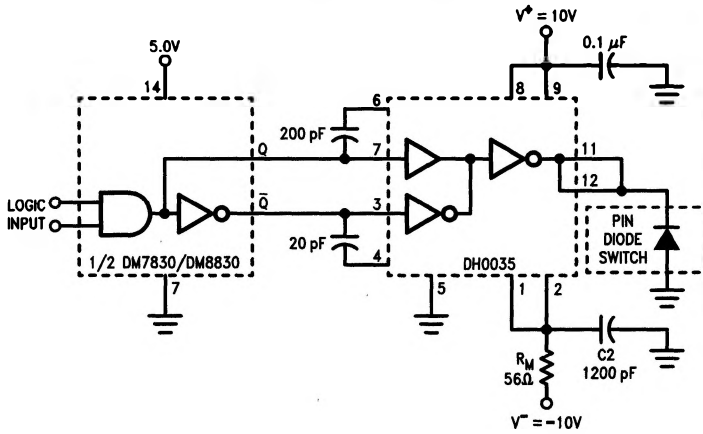 V⁺ = 10V
5.0V
0.1 μF
14
8
9
6
200 pF
Q
7
11
12
3
Q̅
LOGIC
INPUT
20 pF
4
PIN
DIODE
SWITCH
1/2 DM7830/DM8830
DH0035
7
5
1
2
R_M
56Ω
C2
1200 pF
V⁻ = -10V